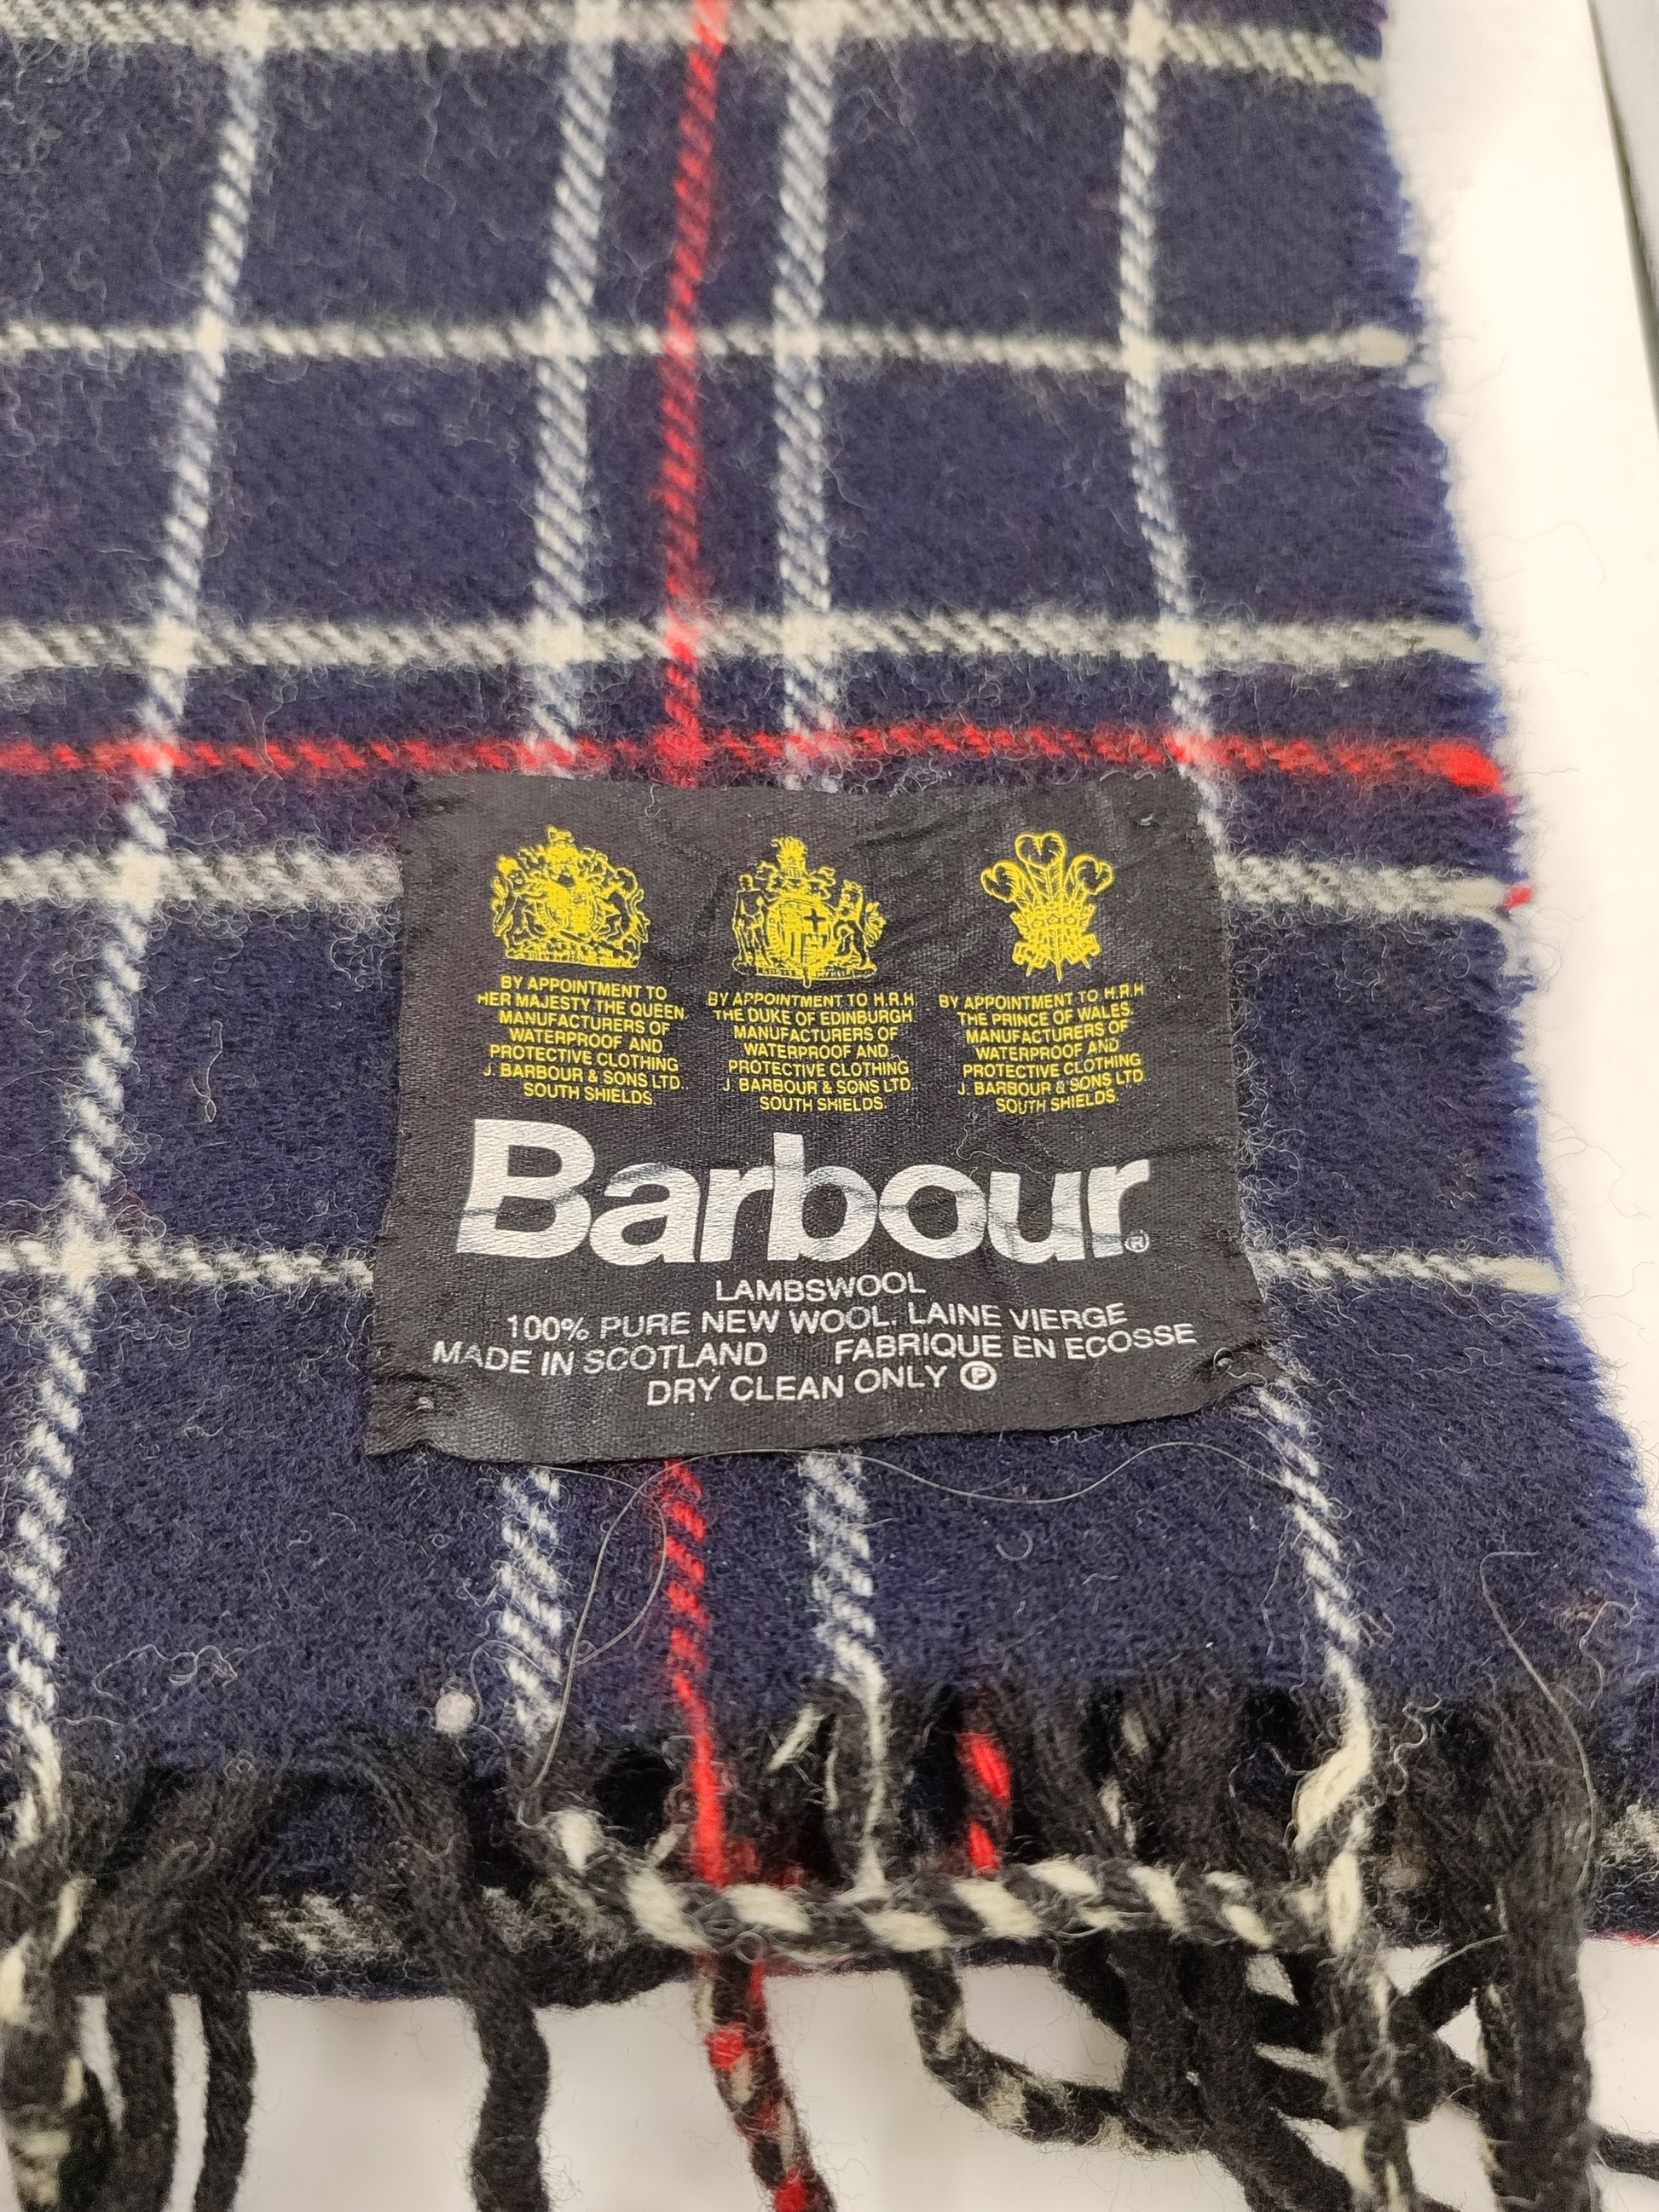 BY APPOINTMENT TO
HER MAJESTY THE QUEEN.
MANUFACTURERS OF
WATERPROOF AND
PROTECTIVE CLOTHING
J. BARBOUR & SONS LTD.
SOUTH SHIELDS.
BY APPOINTMENT TO H.R.H
THE DUKE OF EDINBURGH
MANUFACTURERS OF
WATERPROOF AND
PROTECTIVE CLOTHING
J. BARBOUR & SONS LTD.
SOUTH SHIELDS.
BY APPOINTMENT TO H.R.H
THE PRINCE OF WALES.
MANUFACTURERS OF
WATERPROOF AND
PROTECTIVE CLOTHING
J. BARBOUR & SONS LTD.
SOUTH SHIELDS.
Barbour®
LAMBSWOOL
100% PURE NEW WOOL. LAINE VIERGE
MADE IN SCOTLAND FABRIQUE EN ECOSSE
DRY CLEAN ONLY Ⓟ